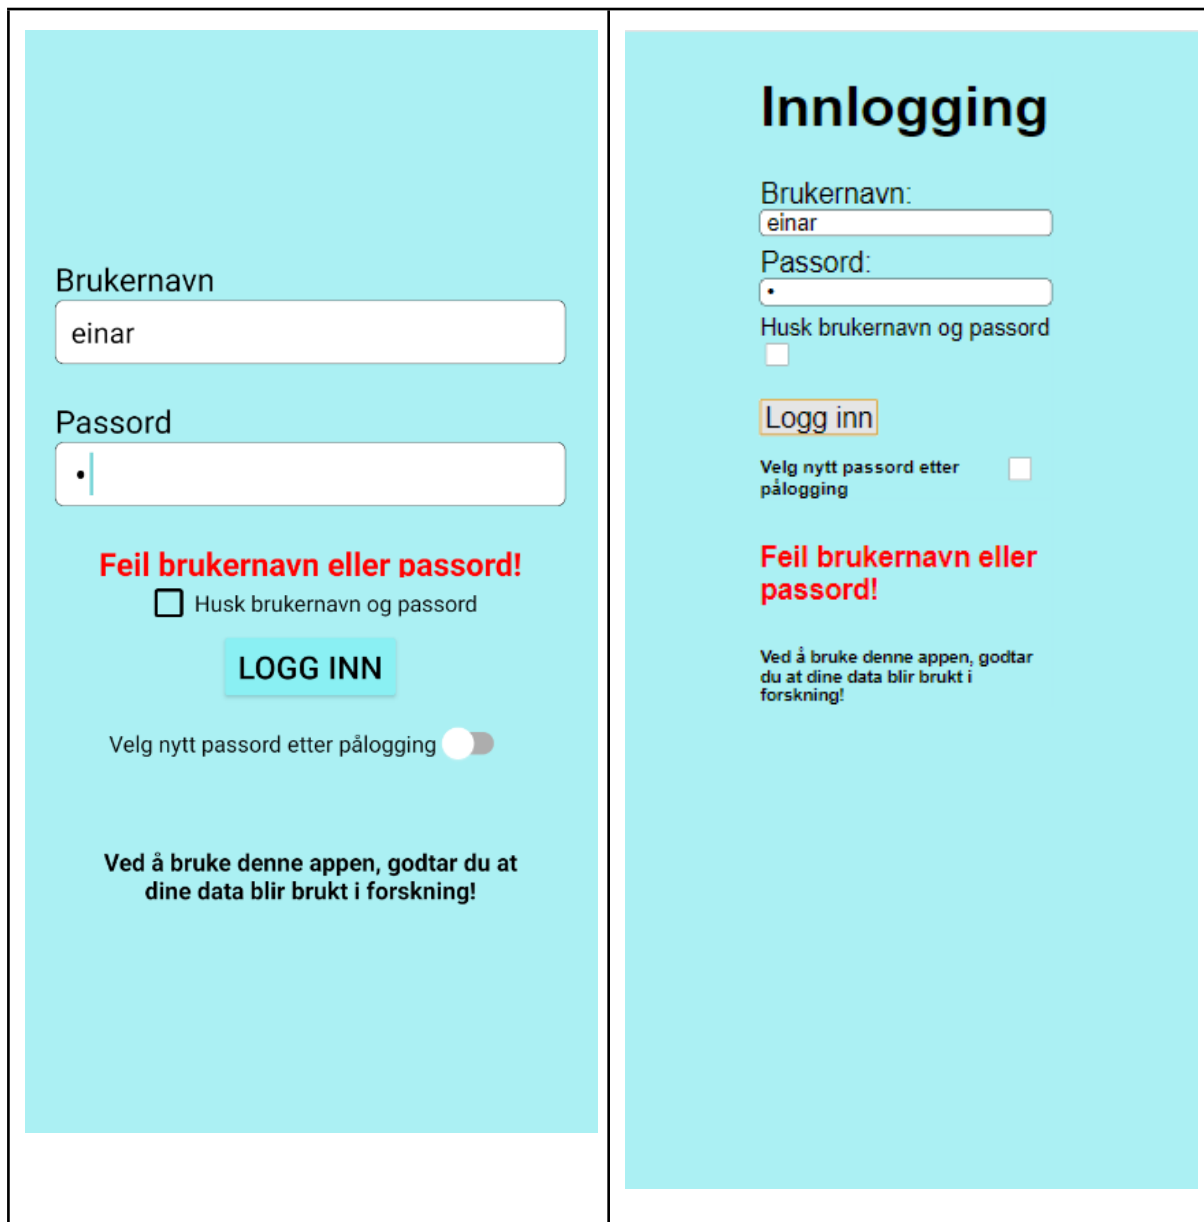 Brukernavn
einar
Passord
•
Feil brukernavn eller passord!
Husk brukernavn og passord
LOGG INN
Velg nytt passord etter pålogging
Ved å bruke denne appen, godtar du at
dine data blir brukt i forskning!
Innlogging
Brukernavn:
einar
Passord:
•
Husk brukernavn og passord
Logg inn
Velg nytt passord etter
pålogging
Feil brukernavn eller
passord!
Ved å bruke denne appen, godtar
du at dine data blir brukt i
forskning!